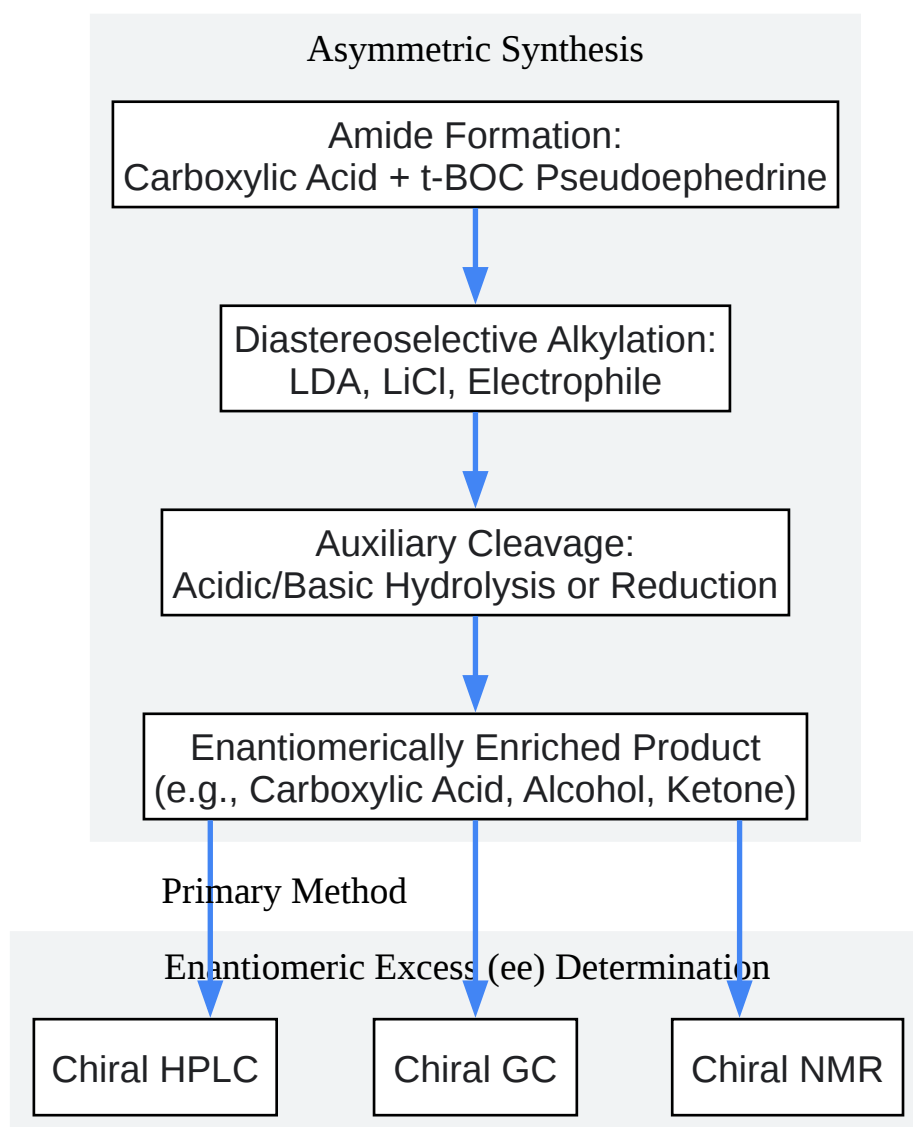 Asymmetric Synthesis
Amide Formation:
Carboxylic Acid + t-BOC Pseudoephedrine
Diastereoselective Alkylation:
LDA, LiCl, Electrophile
Auxiliary Cleavage:
Acidic/Basic Hydrolysis or Reduction
Enantiomerically Enriched Product
(e.g., Carboxylic Acid, Alcohol, Ketone)
Primary Method
Enantiomeric Excess (ee) Determination
Chiral HPLC
Chiral GC
Chiral NMR